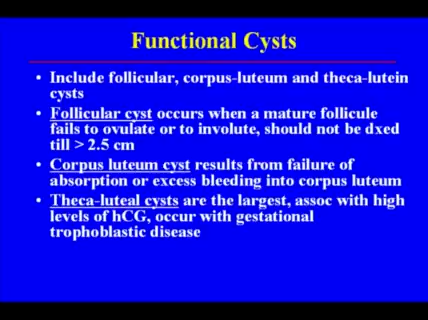 Functional Cysts
• Include follicular, corpus-luteum and theca-lutein
cysts
• Follicular cyst occurs when a mature follicule
fails to ovulate or to involute, should not be dxed
till > 2.5 cm
• Corpus luteum cyst results from failure of
absorption or excess bleeding into corpus luteum
• Theca-luteal cysts are the largest, assoc with high
levels of hCG, occur with gestational
trophoblastic disease